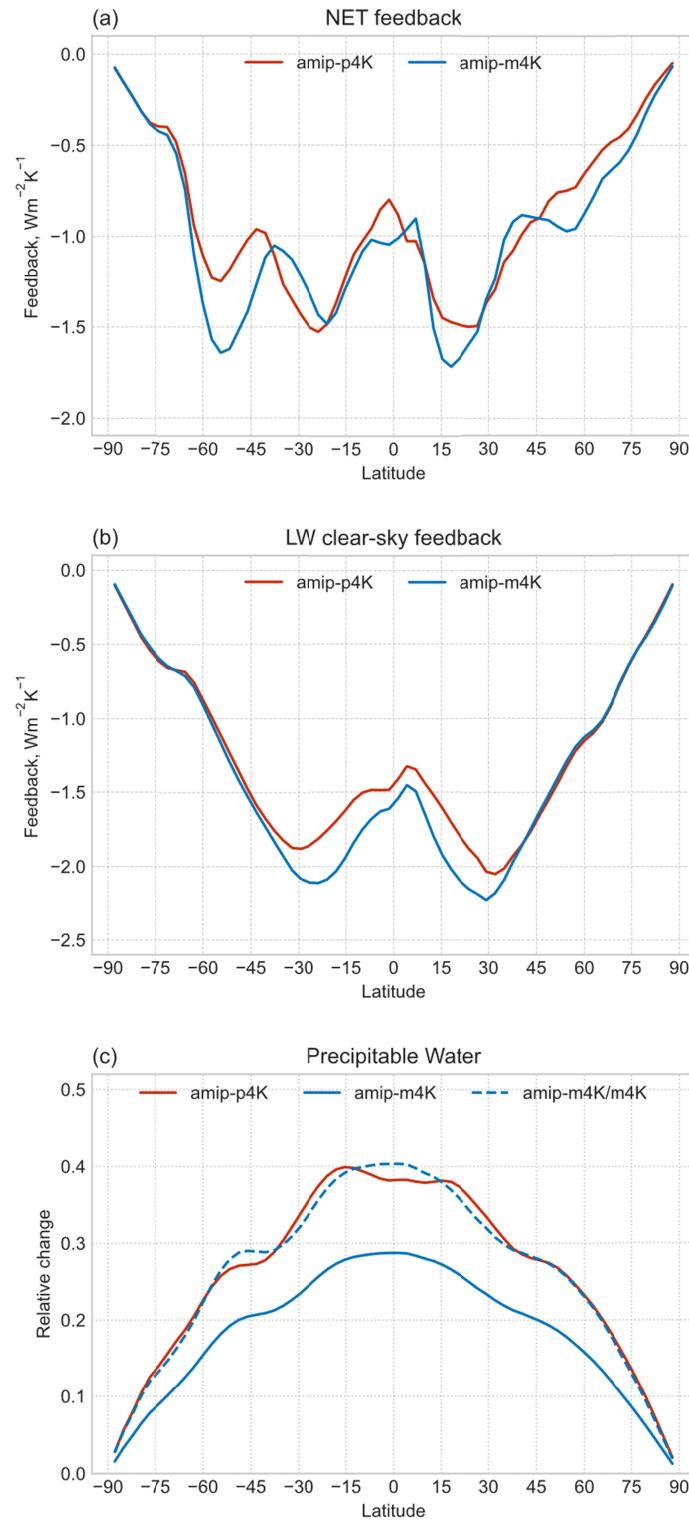 (a) NET feedback
amip-p4K amip-m4K
0.0
−0.5
−1.0
−1.5
−2.0
Feedback, Wm−2K−1
−90 −75 −60 −45 −30 −15 0 15 30 45 60 75 90
Latitude
(b) LW clear-sky feedback
amip-p4K amip-m4K
0.0
−0.5
−1.0
−1.5
−2.0
−2.5
Feedback, Wm−2K−1
−90 −75 −60 −45 −30 −15 0 15 30 45 60 75 90
Latitude
(c) Precipitable Water
amip-p4K amip-m4K amip-m4K/m4K
0.5
0.4
0.3
0.2
0.1
0.0
Relative change
−90 −75 −60 −45 −30 −15 0 15 30 45 60 75 90
Latitude